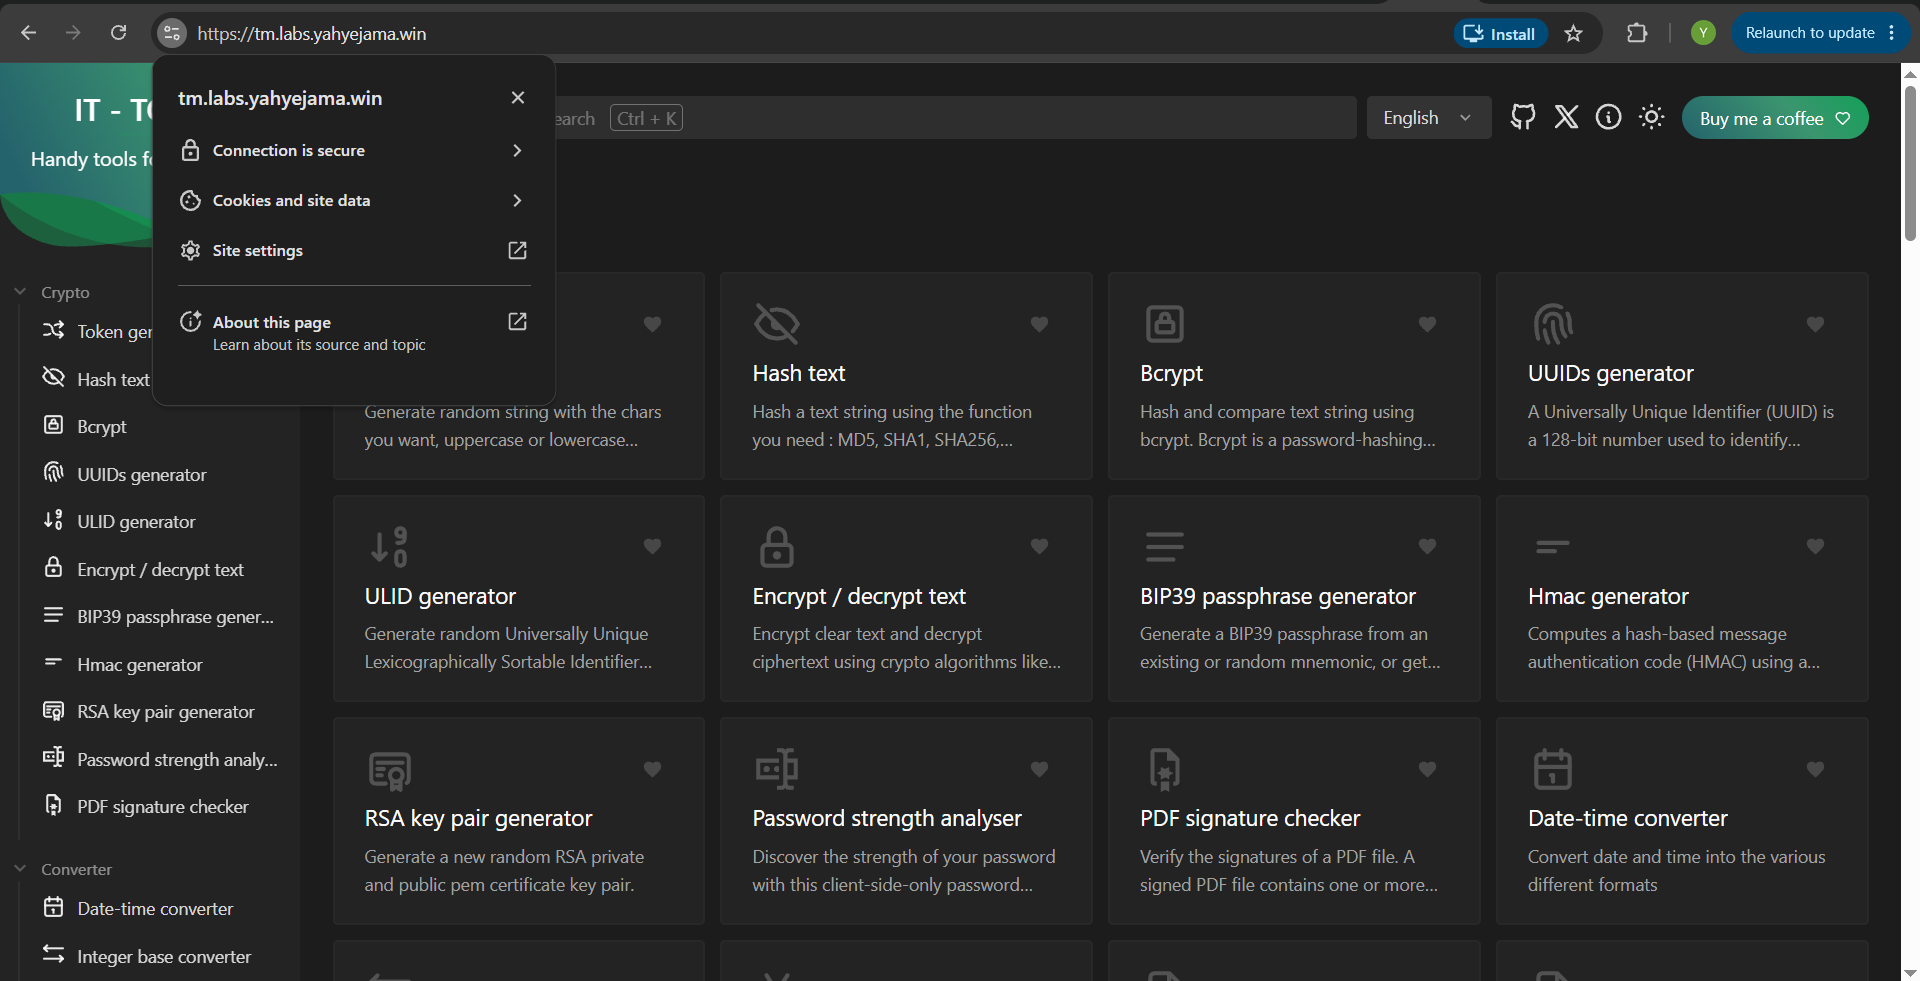 https://tm.labs.yahyejama.win
Install
Y
Relaunch to update
tm.labs.yahyejama.win
Connection is secure
Cookies and site data
Site settings
About this page
Learn about its source and topic
IT - 
Handy tools
Ctrl + K
English
Buy me a coffee
Crypto
Token
Hash text
Bcrypt
UUIDs generator
ULID generator
Encrypt / decrypt text
BIP39 passphrase gener...
Hmac generator
RSA key pair generator
Password strength analy...
PDF signature checker
Converter
Date-time converter
Integer base converter
Generate random string with the chars
you want, uppercase or lowercase...
Hash text
Hash a text string using the function
you need : MD5, SHA1, SHA256,...
Bcrypt
Hash and compare text string using
bcrypt. Bcrypt is a password-hashing...
UUIDs generator
A Universally Unique Identifier (UUID) is
a 128-bit number used to identify...
ULID generator
Generate random Universally Unique
Lexicographically Sortable Identifier...
Encrypt / decrypt text
Encrypt clear text and decrypt
ciphertext using crypto algorithms like...
BIP39 passphrase generator
Generate a BIP39 passphrase from an
existing or random mnemonic, or get...
Hmac generator
Computes a hash-based message
authentication code (HMAC) using a...
RSA key pair generator
Generate a new random RSA private
and public pem certificate key pair.
Password strength analyser
Discover the strength of your password
with this client-side-only password...
PDF signature checker
Verify the signatures of a PDF file. A
signed PDF file contains one or more...
Date-time converter
Convert date and time into the various
different formats